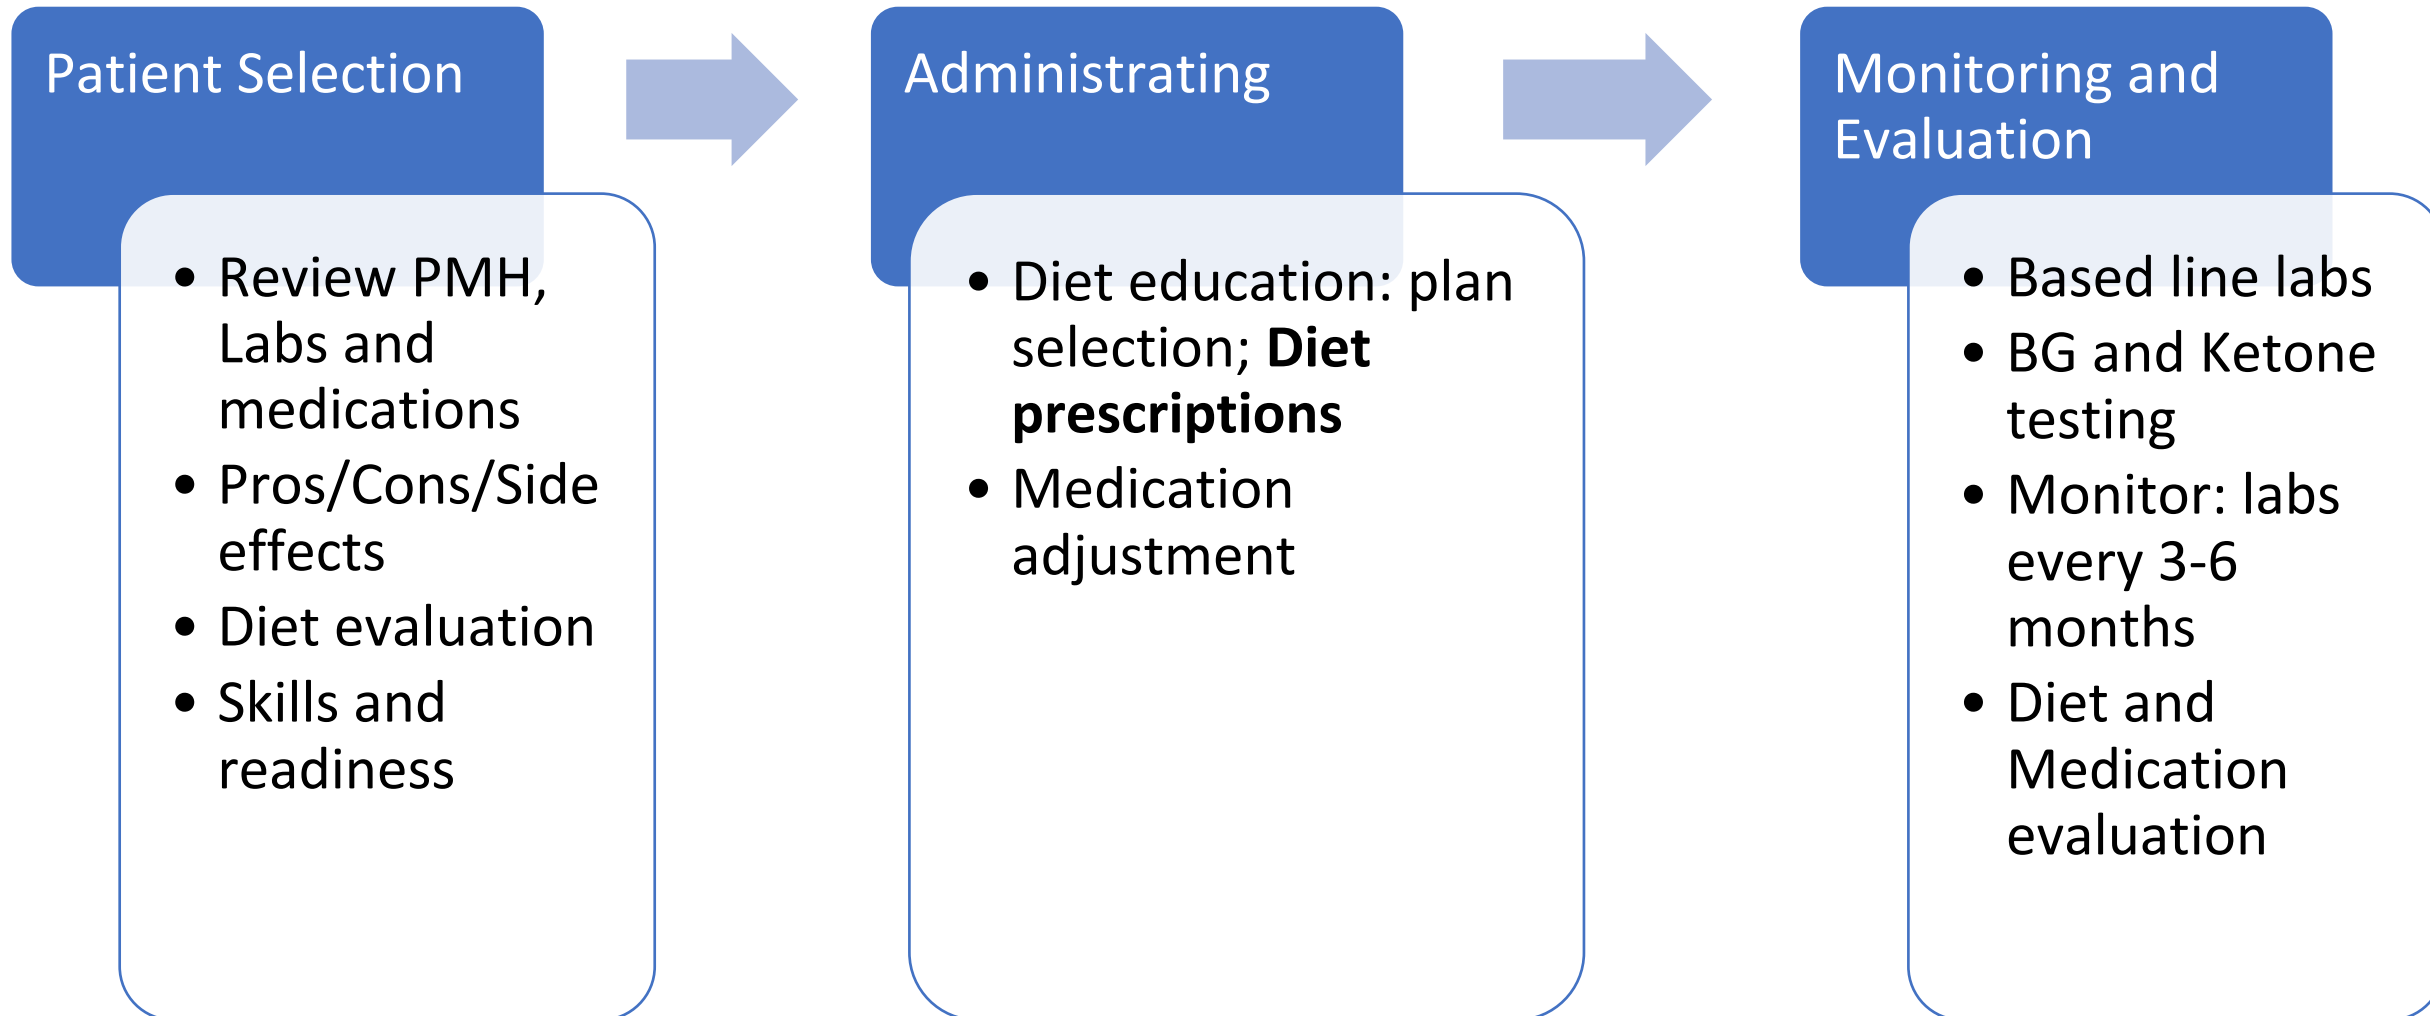 Patient Selection
• Review PMH,
Labs and
medications
• Pros/Cons/Side
effects
• Diet evaluation
• Skills and
readiness
Administrating
• Diet education: plan
selection; Diet
prescriptions
• Medication
adjustment
Monitoring and
Evaluation
• Based line labs
• BG and Ketone
testing
• Monitor: labs
every 3-6
months
• Diet and
Medication
evaluation